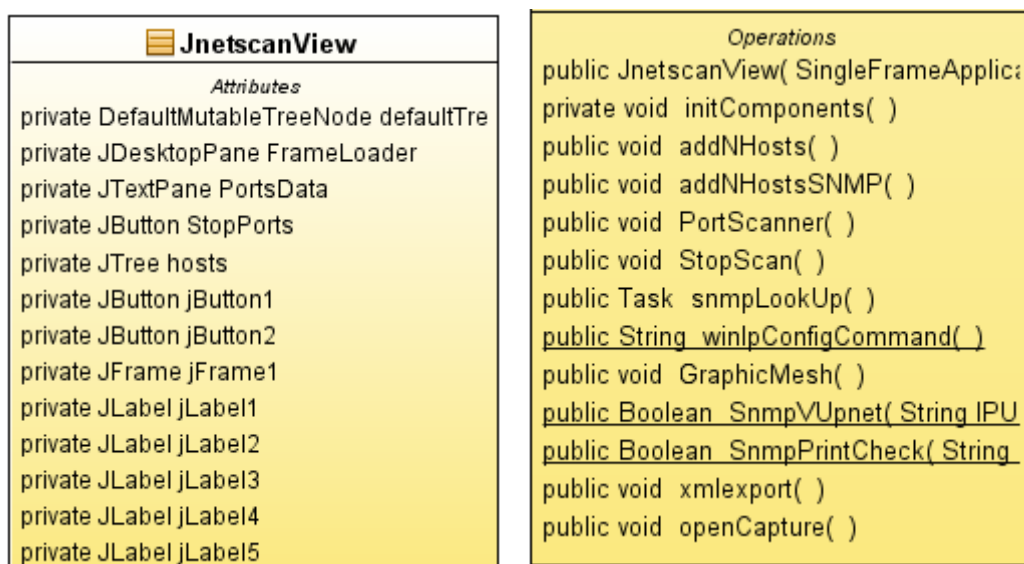 JnetscanView
Attributes
private DefaultMutableTreeNode defaultTre
private JDesktopPane FrameLoader
private JTextPane PortsData
private JButton StopPorts
private JTree hosts
private JButton jButton1
private JButton jButton2
private JFrame jFrame1
private JLabel jLabel1
private JLabel jLabel2
private JLabel jLabel3
private JLabel jLabel4
private JLabel jLabel5
Operations
public JnetscanView( SingleFrameApplica
private void initComponents( )
public void addNHosts( )
public void addNHostsSNMP( )
public void PortScanner( )
public void StopScan( )
public Task snmpLookUp( )
public String winIpConfigCommand( )
public void GraphicMesh( )
public Boolean SnmpVUpnet( String IPU
public Boolean SnmpPrintCheck( String
public void xmlexport( )
public void openCapture( )